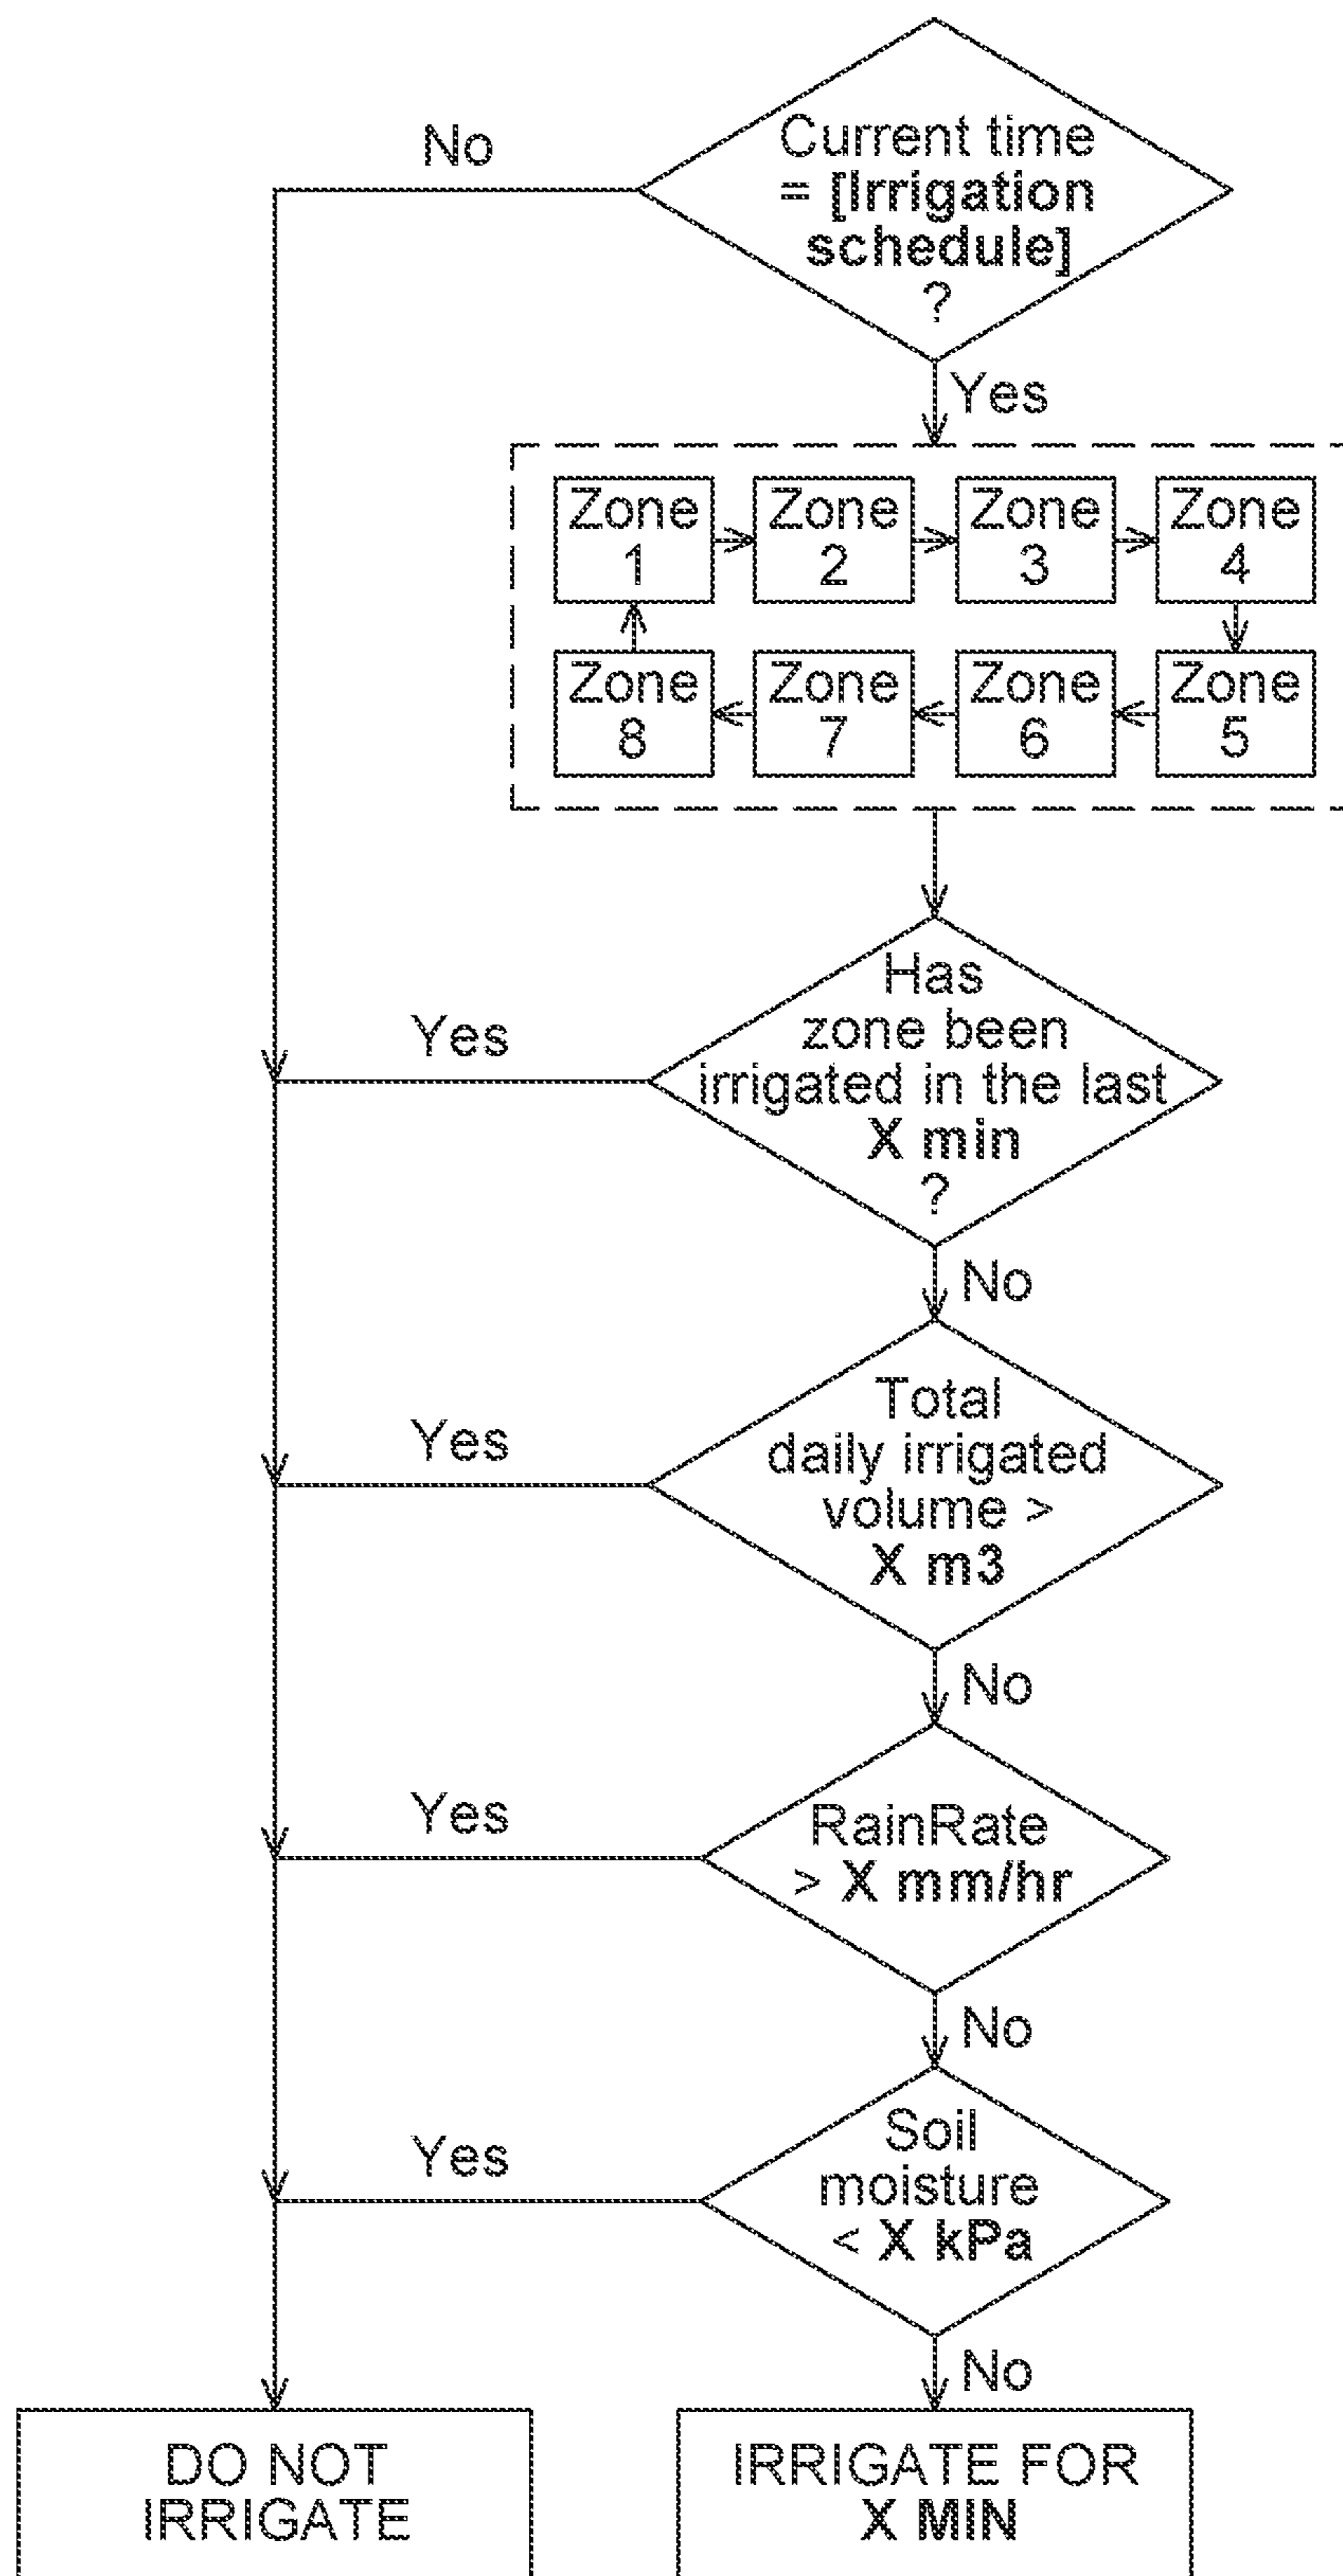 Current time
= [Irrigation
schedule]
?
No
Yes
Zone
1
Zone
2
Zone
3
Zone
4
Zone
8
Zone
7
Zone
6
Zone
5
Has
zone been
irrigated in the last
X min
?
Yes
No
Total
daily irrigated
volume >
X m3
Yes
No
RainRate
> X mm/hr
Yes
No
Soil
moisture
< X kPa
Yes
No
DO NOT
IRRIGATE
IRRIGATE FOR
X MIN